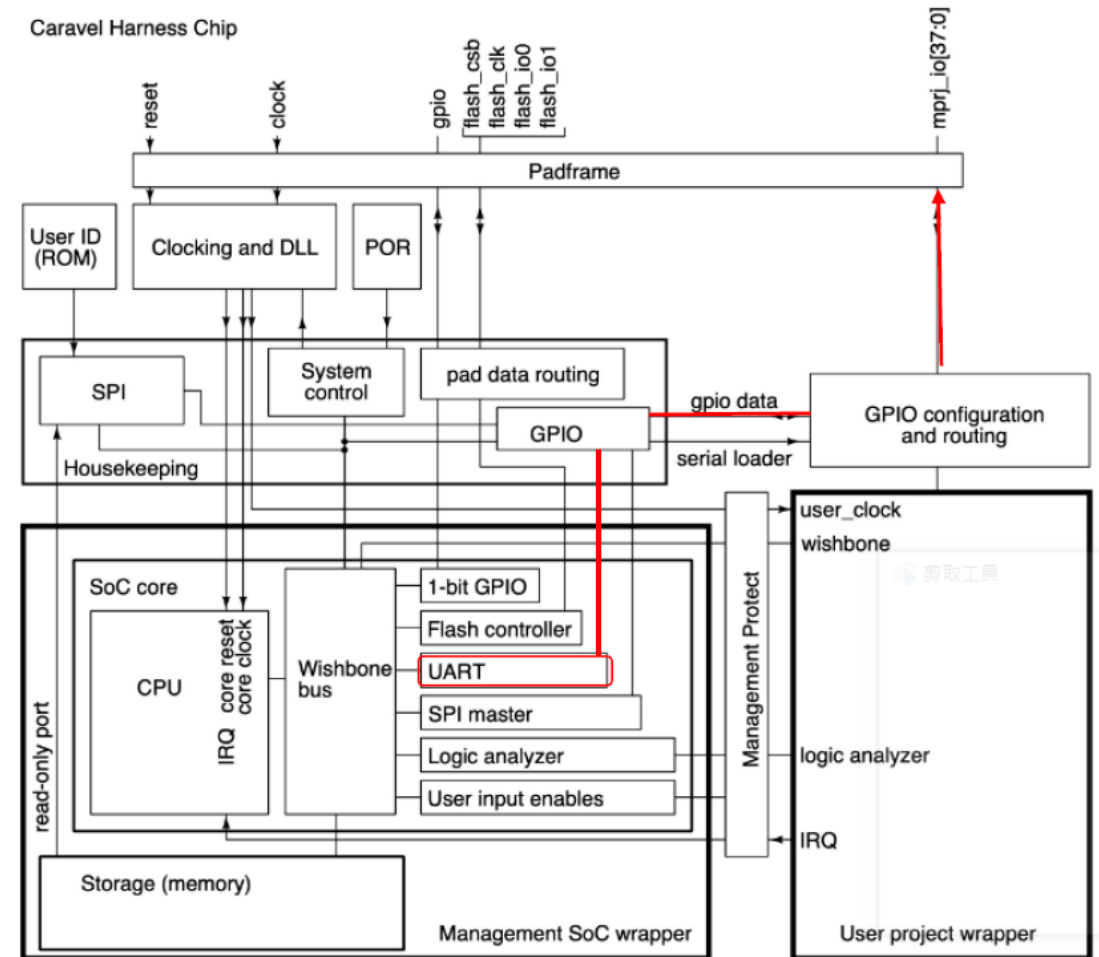 Caravel Harness Chip
reset
clock
gpio
flash_csb
flash_clk
flash_io0
flash_io1
mprj_io[37:0]
Padframe
User ID
(ROM)
Clocking and DLL
POR
SPI
System
control
pad data routing
GPIO
gpio data
serial loader
GPIO configuration
and routing
Housekeeping
user_clock
wishbone
剪取工具
SoC core
1-bit GPIO
Flash controller
UART
SPI master
Logic analyzer
User input enables
Wishbone
bus
CPU
core reset
core clock
IRQ
Management Protect
logic analyzer
IRQ
read-only port
Storage (memory)
Management SoC wrapper
User project wrapper